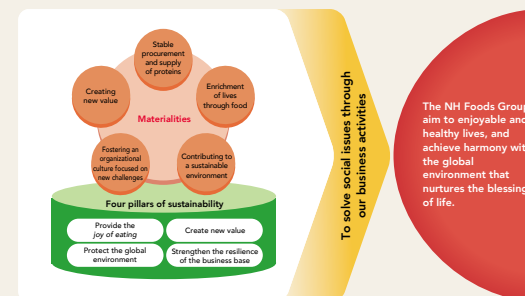 Stable
procurement
and supply
of proteins
Creating
new value
Enrichment
of lives
through food
Materialities
Fostering an
organizational
culture focused on
new challenges
Contributing to
a sustainable
environment
Four pillars of sustainability
Provide the
joy of eating
Create new value
Protect the global
environment
Strengthen the resilience
of the business base
To solve social issues through
our business activities
The NH Foods Group
aim to enjoyable and
healthy lives, and
achieve harmony with
the global
environment that
nurtures the blessing
of life.